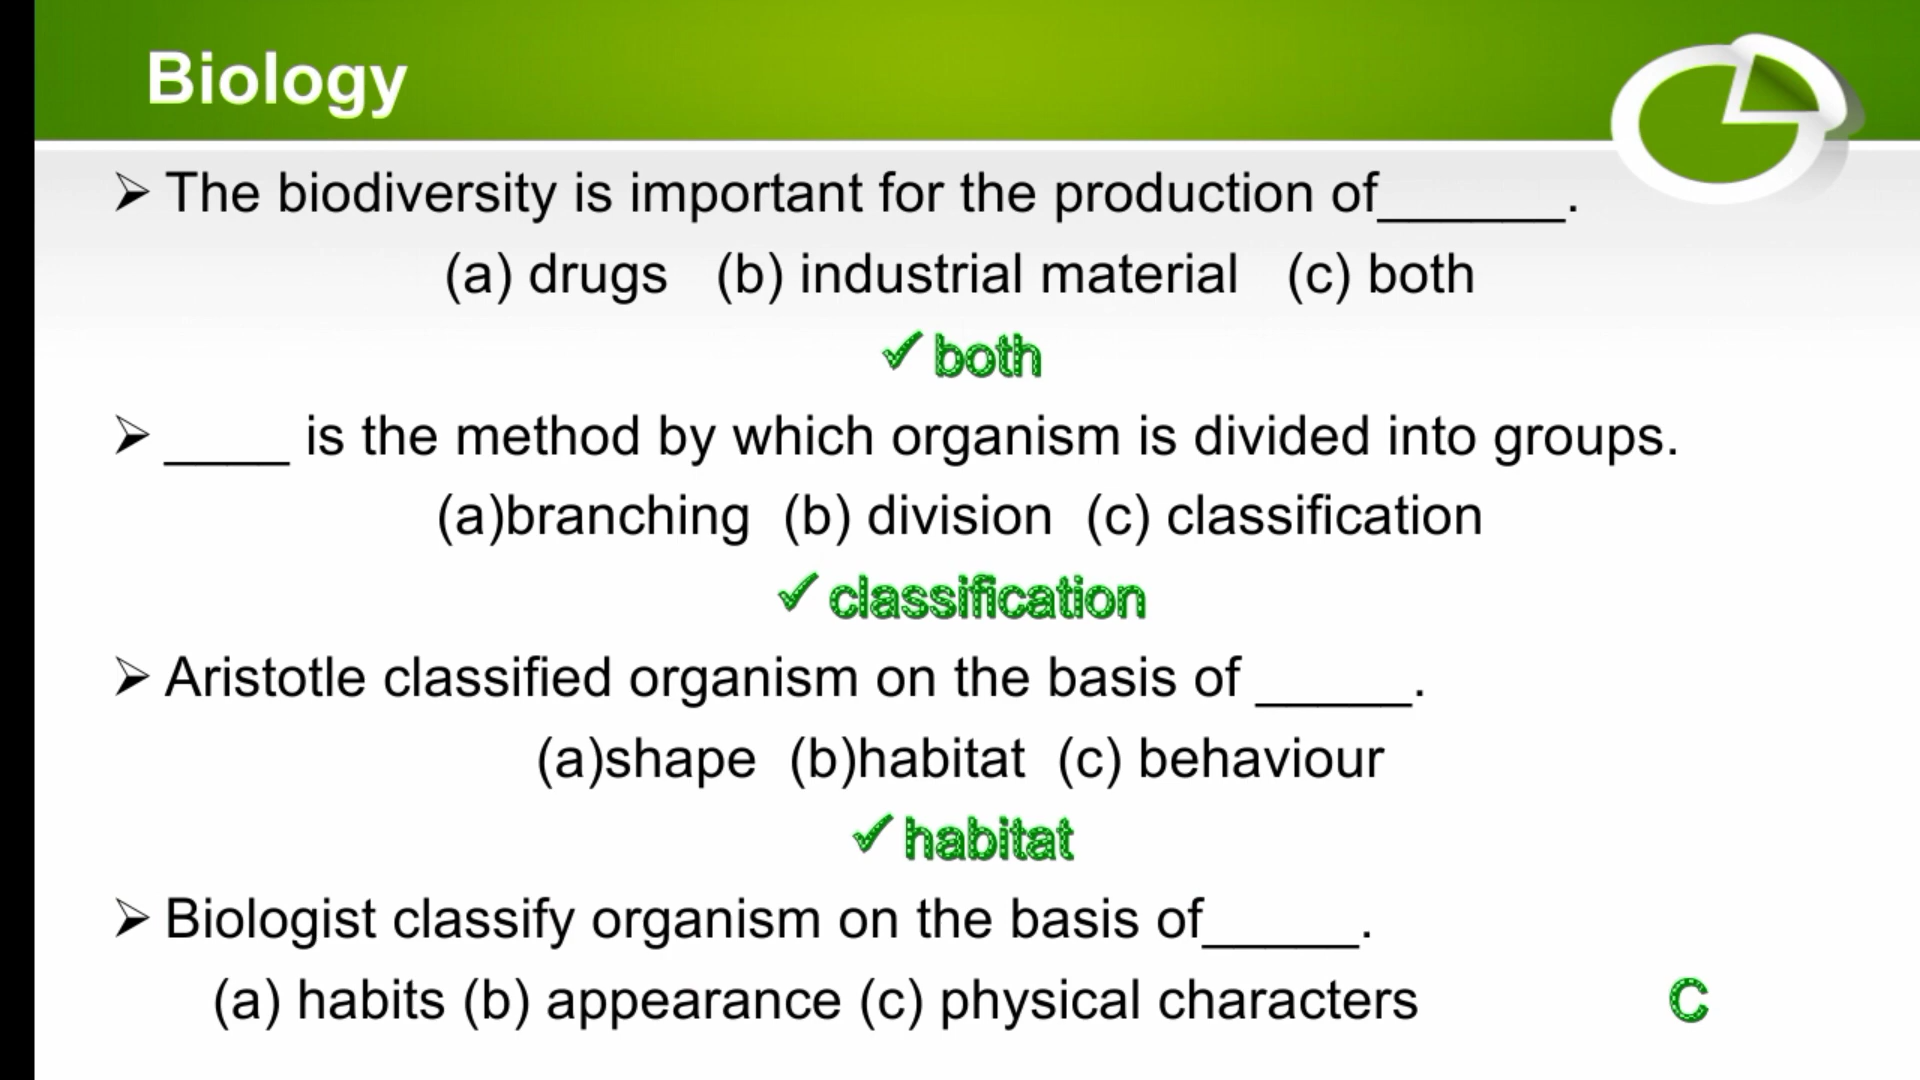 Biology
➢ The biodiversity is important for the production of______.
(a) drugs (b) industrial material (c) both
✓ both
➢ ____ is the method by which organism is divided into groups.
(a)branching (b) division (c) classification
✓ classification
➢ Aristotle classified organism on the basis of _____.
(a)shape (b)habitat (c) behaviour
✓ habitat
➢ Biologist classify organism on the basis of_____.
(a) habits (b) appearance (c) physical characters C